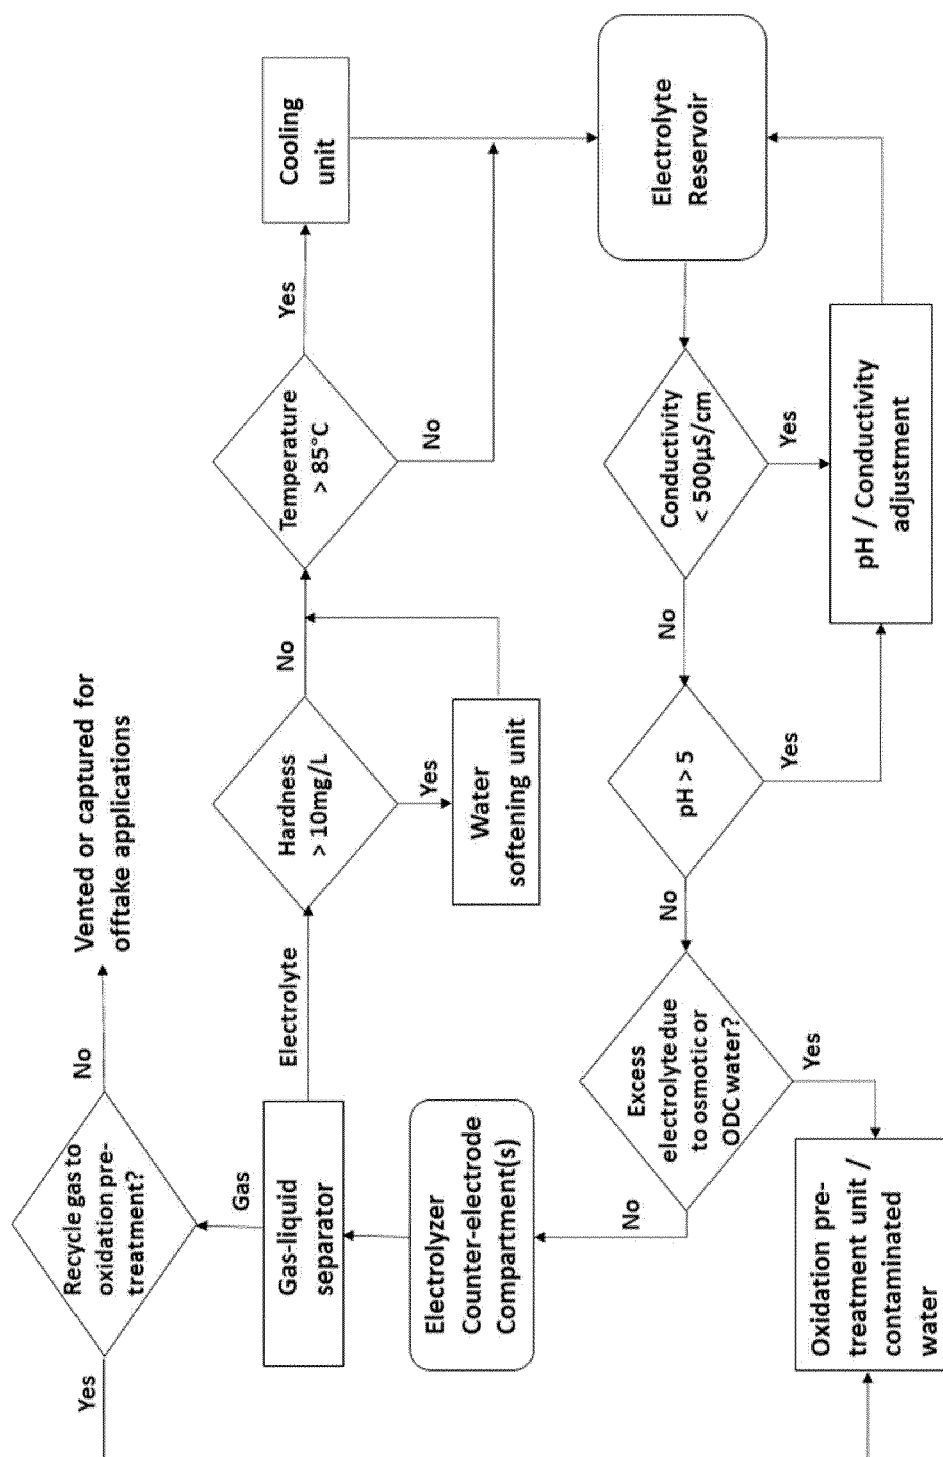 Yes
Recycle gas to
oxidation pre-
treatment?
No
Vented or captured for
offtake applications
Gas
Gas-liquid
separator
Electrolyte
Hardness
> 10mg/L
No
Yes
Water
softening unit
Temperature
> 85°C
Yes
No
Cooling
unit
Electrolyzer
Counter-electrode
Compartment(s)
No
Excess
electrolyte due
to osmotic or
ODC water?
Yes
No
pH > 5
Yes
No
Conductivity
< 500µS/cm
Yes
Electrolyte
Reservoir
Oxidation pre-
treatment unit /
contaminated
water
pH / Conductivity
adjustment